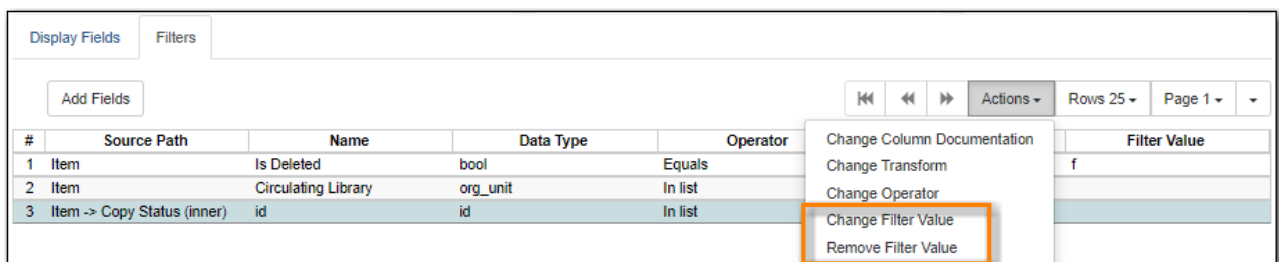 Display Fields Filters
Add Fields Actions Rows 25 Page 1
# Source Path Name Data Type Operator Filter Value
1 Item Is Deleted bool Equals f
2 Item Circulating Library org_unit In list
3 Item -> Copy Status (inner) id id In list
Change Column Documentation
Change Transform
Change Operator
Change Filter Value
Remove Filter Value